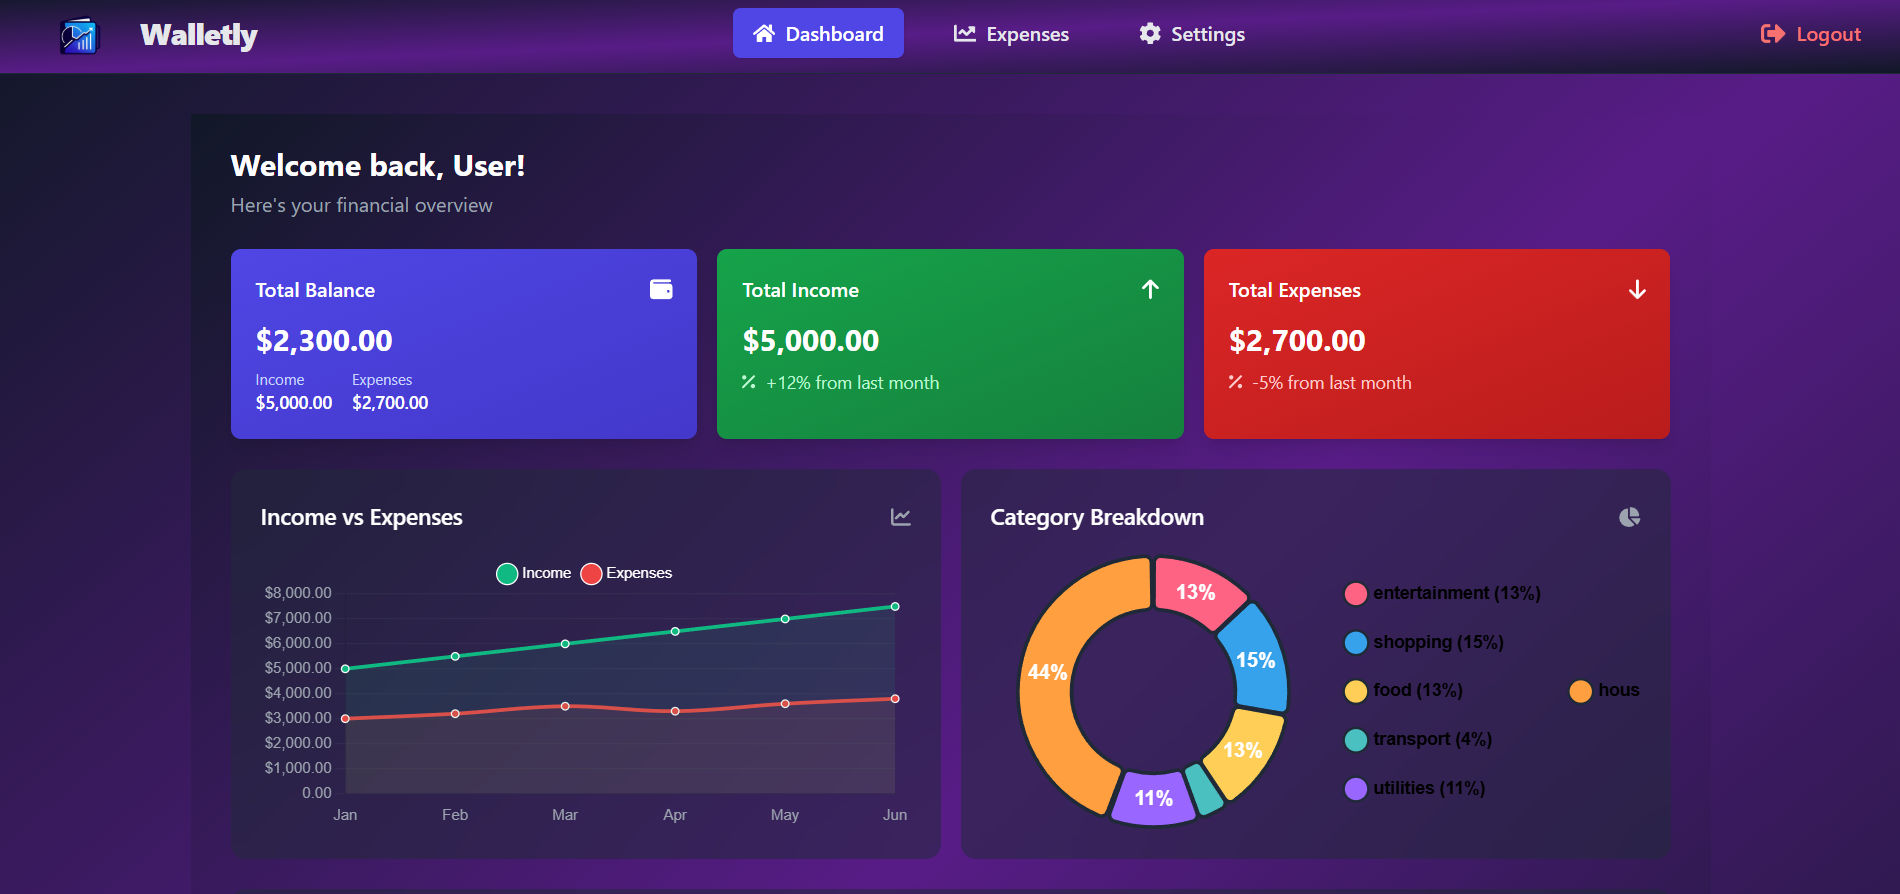 Walletly
Dashboard
Expenses
Settings
Logout
Welcome back, User!
Here's your financial overview
Total Balance
$2,300.00
Income Expenses
$5,000.00 $2,700.00
Total Income
$5,000.00
+12% from last month
Total Expenses
$2,700.00
-5% from last month
Income vs Expenses
Income Expenses
$8,000.00
$7,000.00
$6,000.00
$5,000.00
$4,000.00
$3,000.00
$2,000.00
$1,000.00
0.00
Jan Feb Mar Apr May Jun
Category Breakdown
13%
15%
44%
13%
11%
entertainment (13%)
shopping (15%)
food (13%) hous
transport (4%)
utilities (11%)